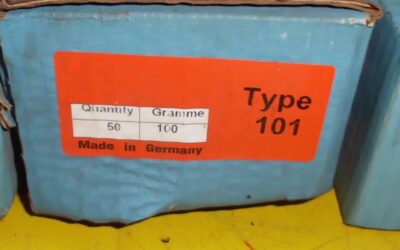 Type
101
Quantity Gramme
50 100
Made in Germany